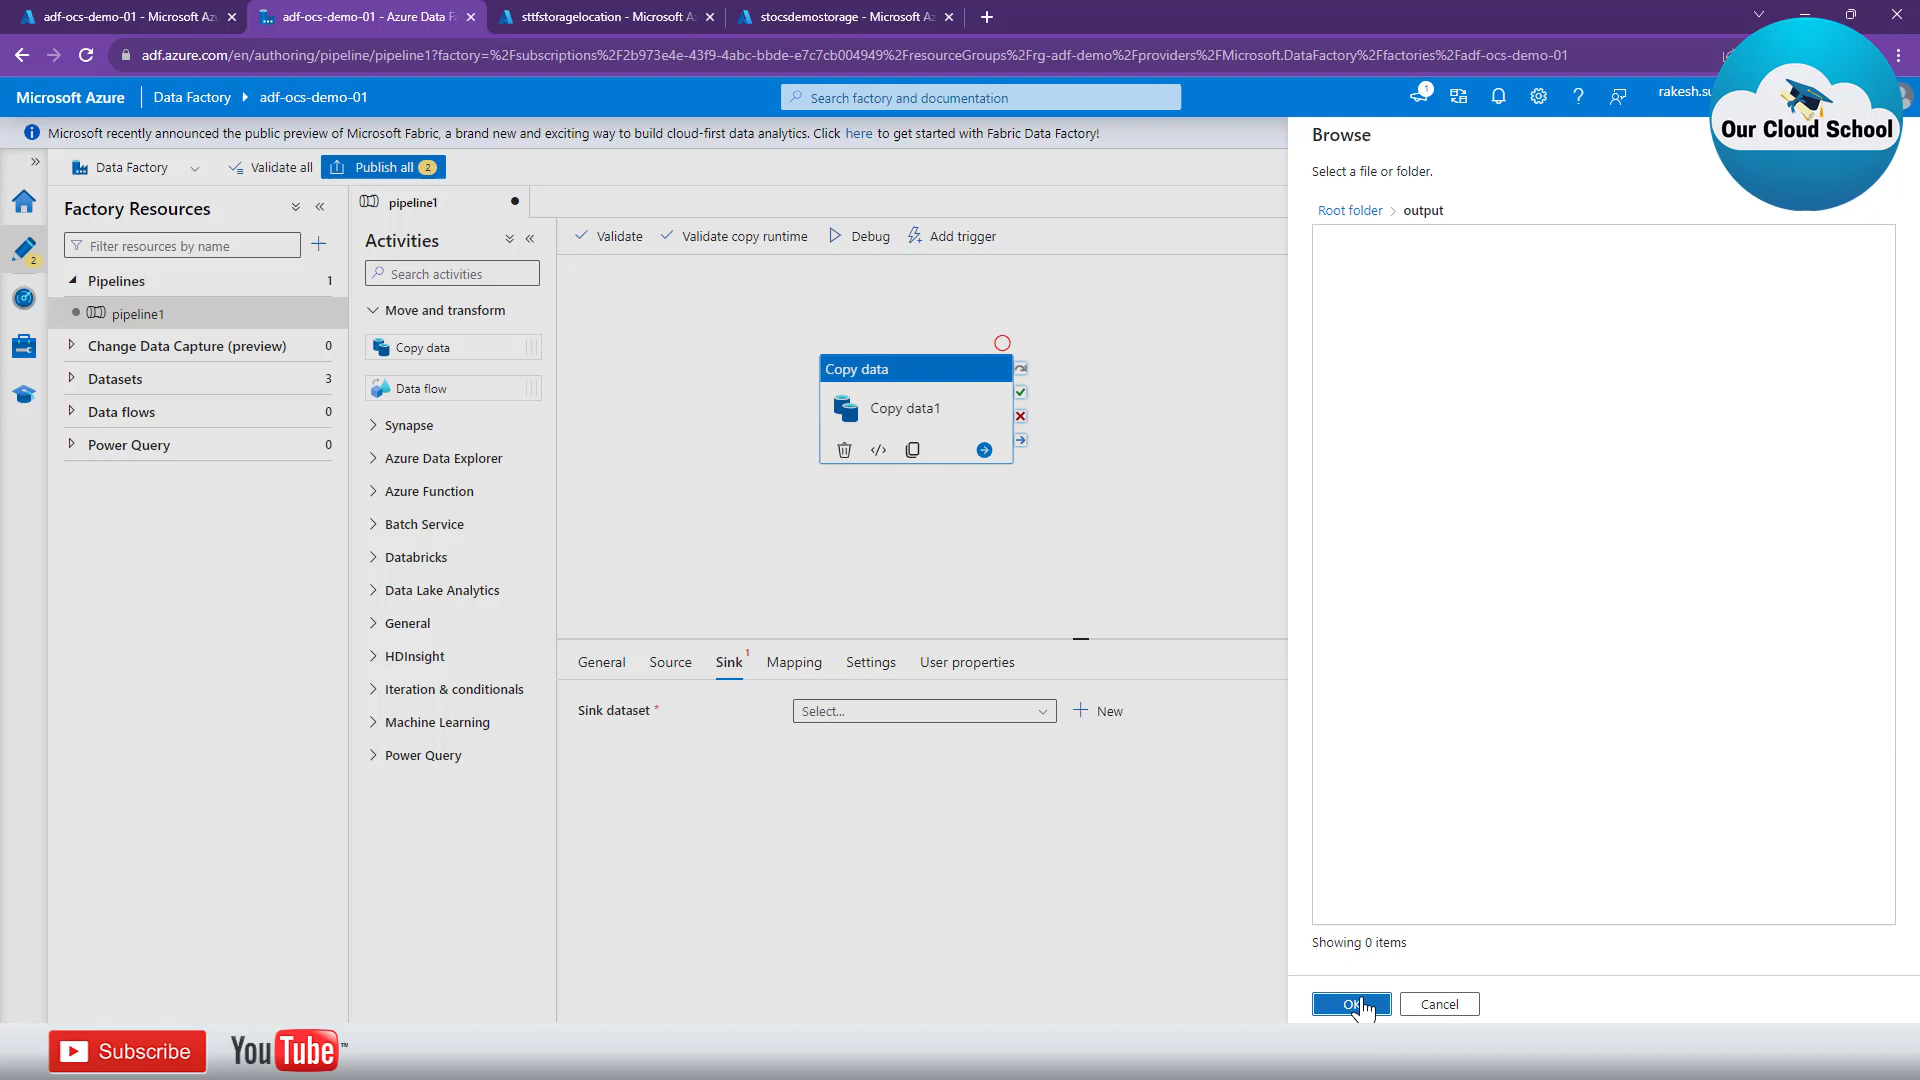 adf-ocs-demo-01 - Microsoft Azu
adf-ocs-demo-01 - Azure Data Fa
sttfstoragelocation - Microsoft A
stocsdemostorage - Microsoft Az
adf.azure.com/en/authoring/pipeline/pipeline1?factory=%2Fsubscriptions%2F2b973e4e-43f9-4abc-bbde-e7c7cb004949%2FresourceGroups%2Frg-adf-demo%2Fproviders%2FMicrosoft.DataFactory%2Ffactories%2Fadf-ocs-demo-01
Microsoft Azure
Data Factory
adf-ocs-demo-01
Search factory and documentation
1
rakesh.su
Our Cloud School
Microsoft recently announced the public preview of Microsoft Fabric, a brand new and exciting way to build cloud-first data analytics. Click here to get started with Fabric Data Factory!
Data Factory
Validate all
Publish all 2
2
Factory Resources
Filter resources by name
Pipelines 1
pipeline1
Change Data Capture (preview) 0
Datasets 3
Data flows 0
Power Query 0
pipeline1
Activities
Search activities
Move and transform
Copy data
Data flow
Synapse
Azure Data Explorer
Azure Function
Batch Service
Databricks
Data Lake Analytics
General
HDInsight
Iteration & conditionals
Machine Learning
Power Query
Validate
Validate copy runtime
Debug
Add trigger
Copy data
Copy data1
General
Source
Sink 1
Mapping
Settings
User properties
Sink dataset *
Select...
New
Browse
Select a file or folder.
Root folder > output
Showing 0 items
OK
Cancel
Subscribe
YouTube™